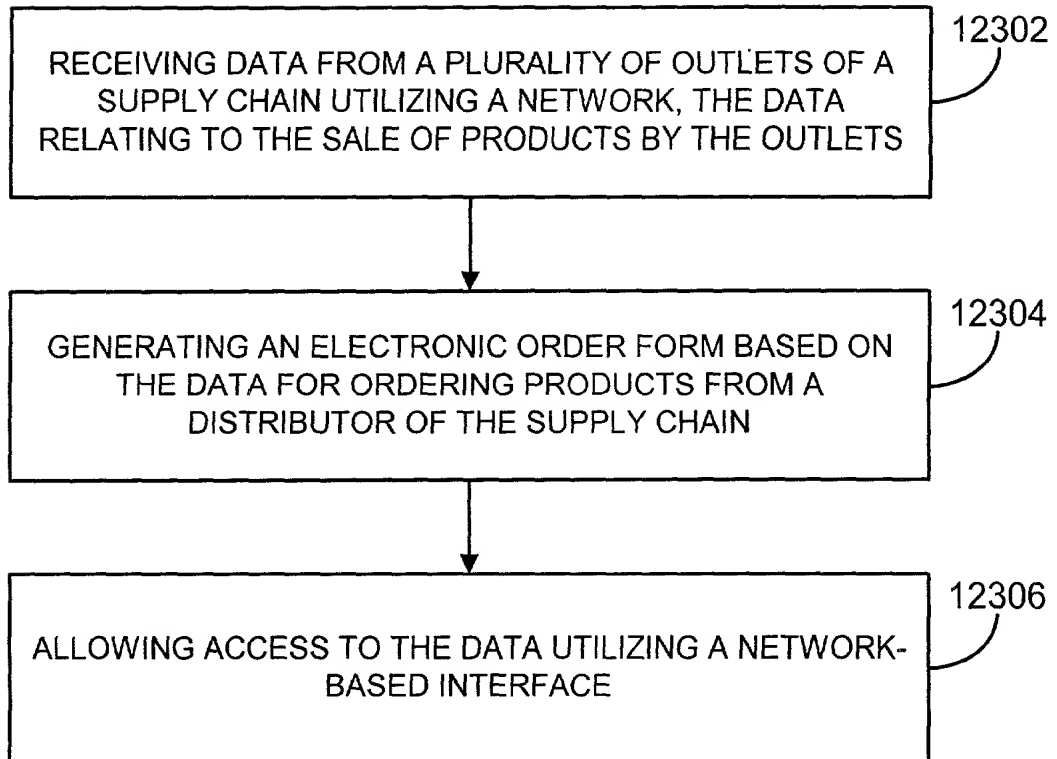 12302
RECEIVING DATA FROM A PLURALITY OF OUTLETS OF A
SUPPLY CHAIN UTILIZING A NETWORK, THE DATA
RELATING TO THE SALE OF PRODUCTS BY THE OUTLETS
12304
GENERATING AN ELECTRONIC ORDER FORM BASED ON
THE DATA FOR ORDERING PRODUCTS FROM A
DISTRIBUTOR OF THE SUPPLY CHAIN
12306
ALLOWING ACCESS TO THE DATA UTILIZING A NETWORK-
BASED INTERFACE